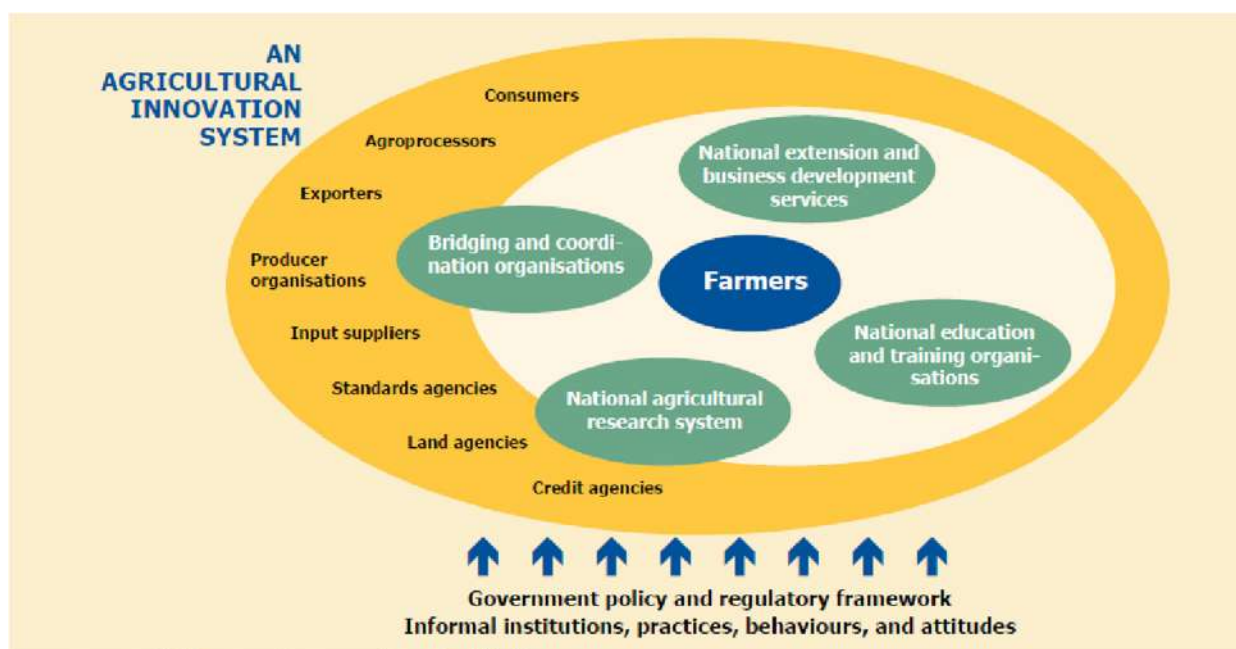 AN
AGRICULTURAL
INNOVATION
SYSTEM
Consumers
Agroprocessors
Exporters
Producer
organisations
Input suppliers
Standards agencies
Land agencies
Credit agencies
National extension and
business development
services
Bridging and coordi-
nation organisations
Farmers
National education
and training organi-
sations
National agricultural
research system
Government policy and regulatory framework
Informal institutions, practices, behaviours, and attitudes